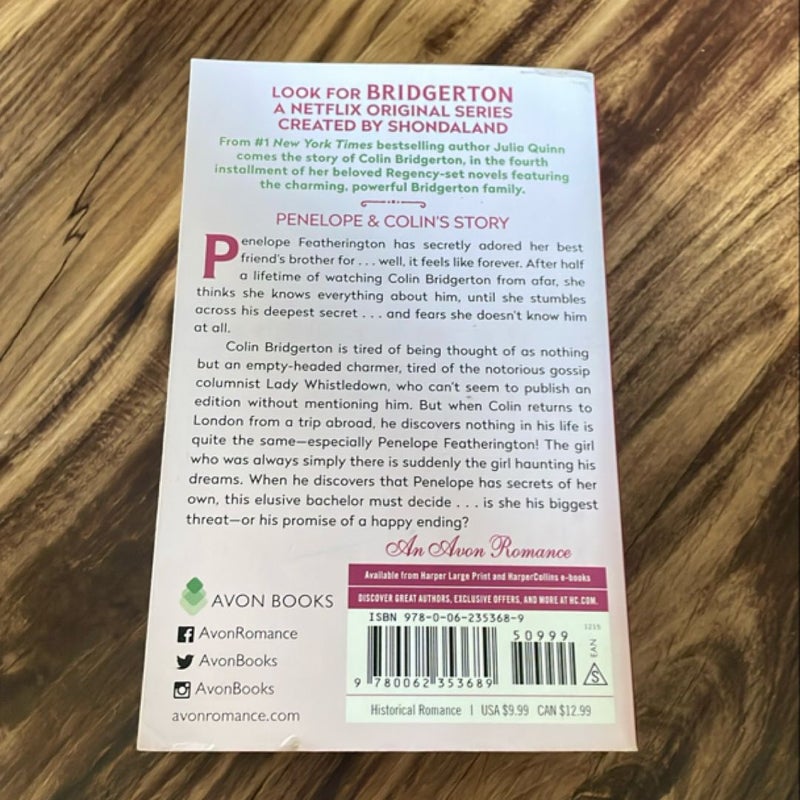 LOOK FOR BRIDGERTON
A NETFLIX ORIGINAL SERIES
CREATED BY SHONDALAND
From #1 New York Times bestselling author Julia Quinn
comes the story of Colin Bridgerton, in the fourth
installment of her beloved Regency-set novels featuring
the charming, powerful Bridgerton family.
PENELOPE & COLIN'S STORY
Penelope Featherington has secretly adored her best
friend's brother for . . . well, it feels like forever. After half
a lifetime of watching Colin Bridgerton from afar, she
thinks she knows everything about him, until she stumbles
across his deepest secret . . . and fears she doesn't know him
at all.
Colin Bridgerton is tired of being thought of as nothing
but an empty-headed charmer, tired of the notorious gossip
columnist Lady Whistledown, who can't seem to publish an
edition without mentioning him. But when Colin returns to
London from a trip abroad, he discovers nothing in his life is
quite the same—especially Penelope Featherington! The girl
who was always simply there is suddenly the girl haunting his
dreams. When he discovers that Penelope has secrets of her
own, this elusive bachelor must decide . . . is she his biggest
threat—or his promise of a happy ending?
An Avon Romance
Available from Harper Large Print and HarperCollins e-books
DISCOVER GREAT AUTHORS, EXCLUSIVE OFFERS, AND MORE AT HC.COM.
AVON BOOKS
AvonRomance
AvonBooks
AvonBooks
avonromance.com
ISBN 978-0-06-235368-9
50999
1215
EAN
S
9 780062 353689
Historical Romance | USA $9.99 CAN $12.99